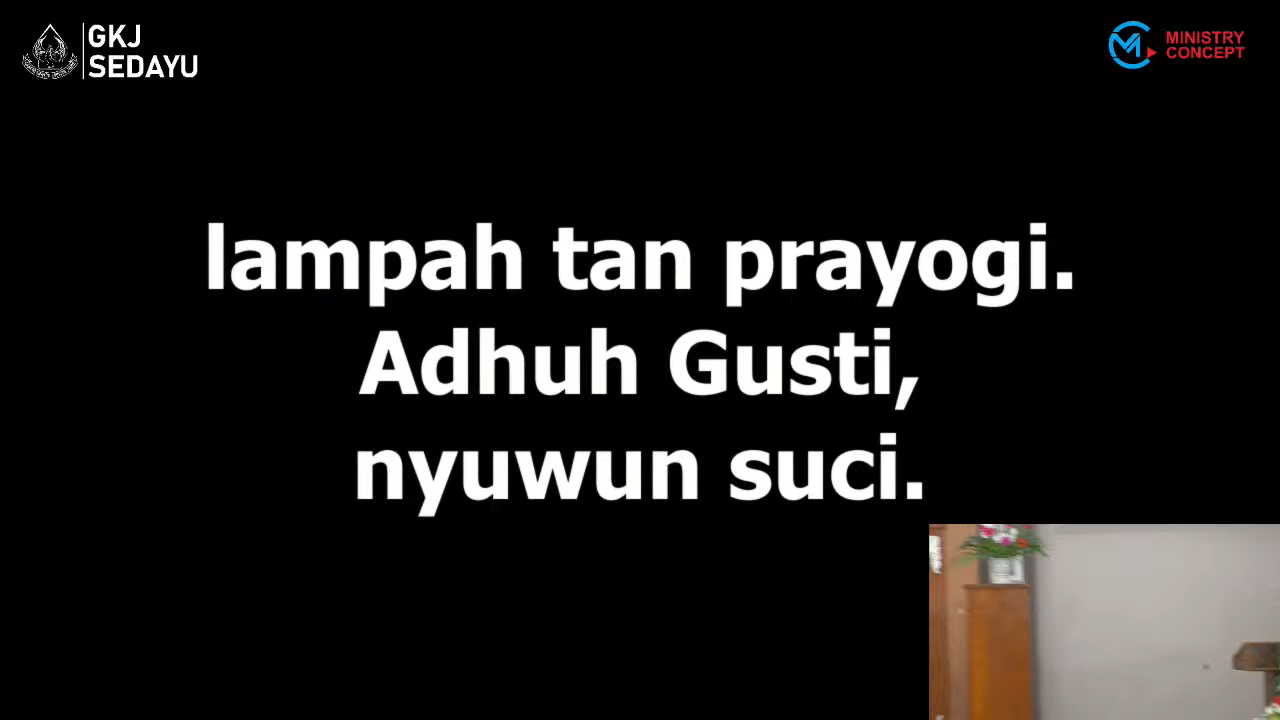 GKJ
SEDAYU
MINISTRY
CONCEPT
lampah tan prayogi.
Adhuh Gusti,
nyuwun suci.